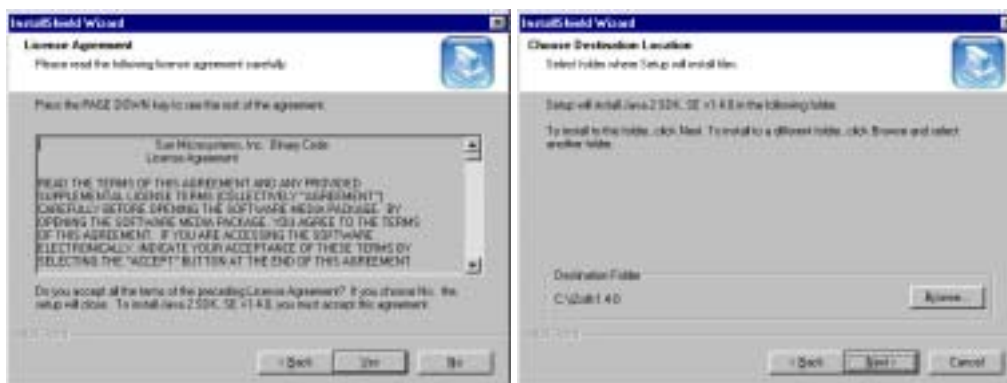 InstallShield Wizard
License Agreement
Please read the following license agreement carefully.
Press the PAGE DOWN key to see the rest of the agreement.
Sun Microsystems, Inc. Binary Code
License Agreement
READ THE TERMS OF THIS AGREEMENT AND ANY PROVIDED
SUPPLEMENTAL LICENSE TERMS (COLLECTIVELY "AGREEMENT")
CAREFULLY BEFORE OPENING THE SOFTWARE MEDIA PACKAGE. BY
OPENING THE SOFTWARE MEDIA PACKAGE, YOU AGREE TO THE TERMS
OF THIS AGREEMENT. IF YOU ARE ACCESSING THE SOFTWARE
ELECTRONICALLY, INDICATE YOUR ACCEPTANCE OF THESE TERMS BY
SELECTING THE "ACCEPT" BUTTON AT THE END OF THIS AGREEMENT
Do you accept all the terms of the preceding License Agreement? If you choose No, the
setup will close. To install Java 2 SDK, SE v1.4.0, you must accept this agreement.
< Back
Yes
No
InstallShield Wizard
Choose Destination Location
Select folder where Setup will install files.
Setup will install Java 2 SDK, SE v1.4.0 in the following folder.
To install to this folder, click Next. To install to a different folder, click Browse and select
another folder.
Destination Folder
C:\j2sdk1.4.0
Browse...
< Back
Next >
Cancel